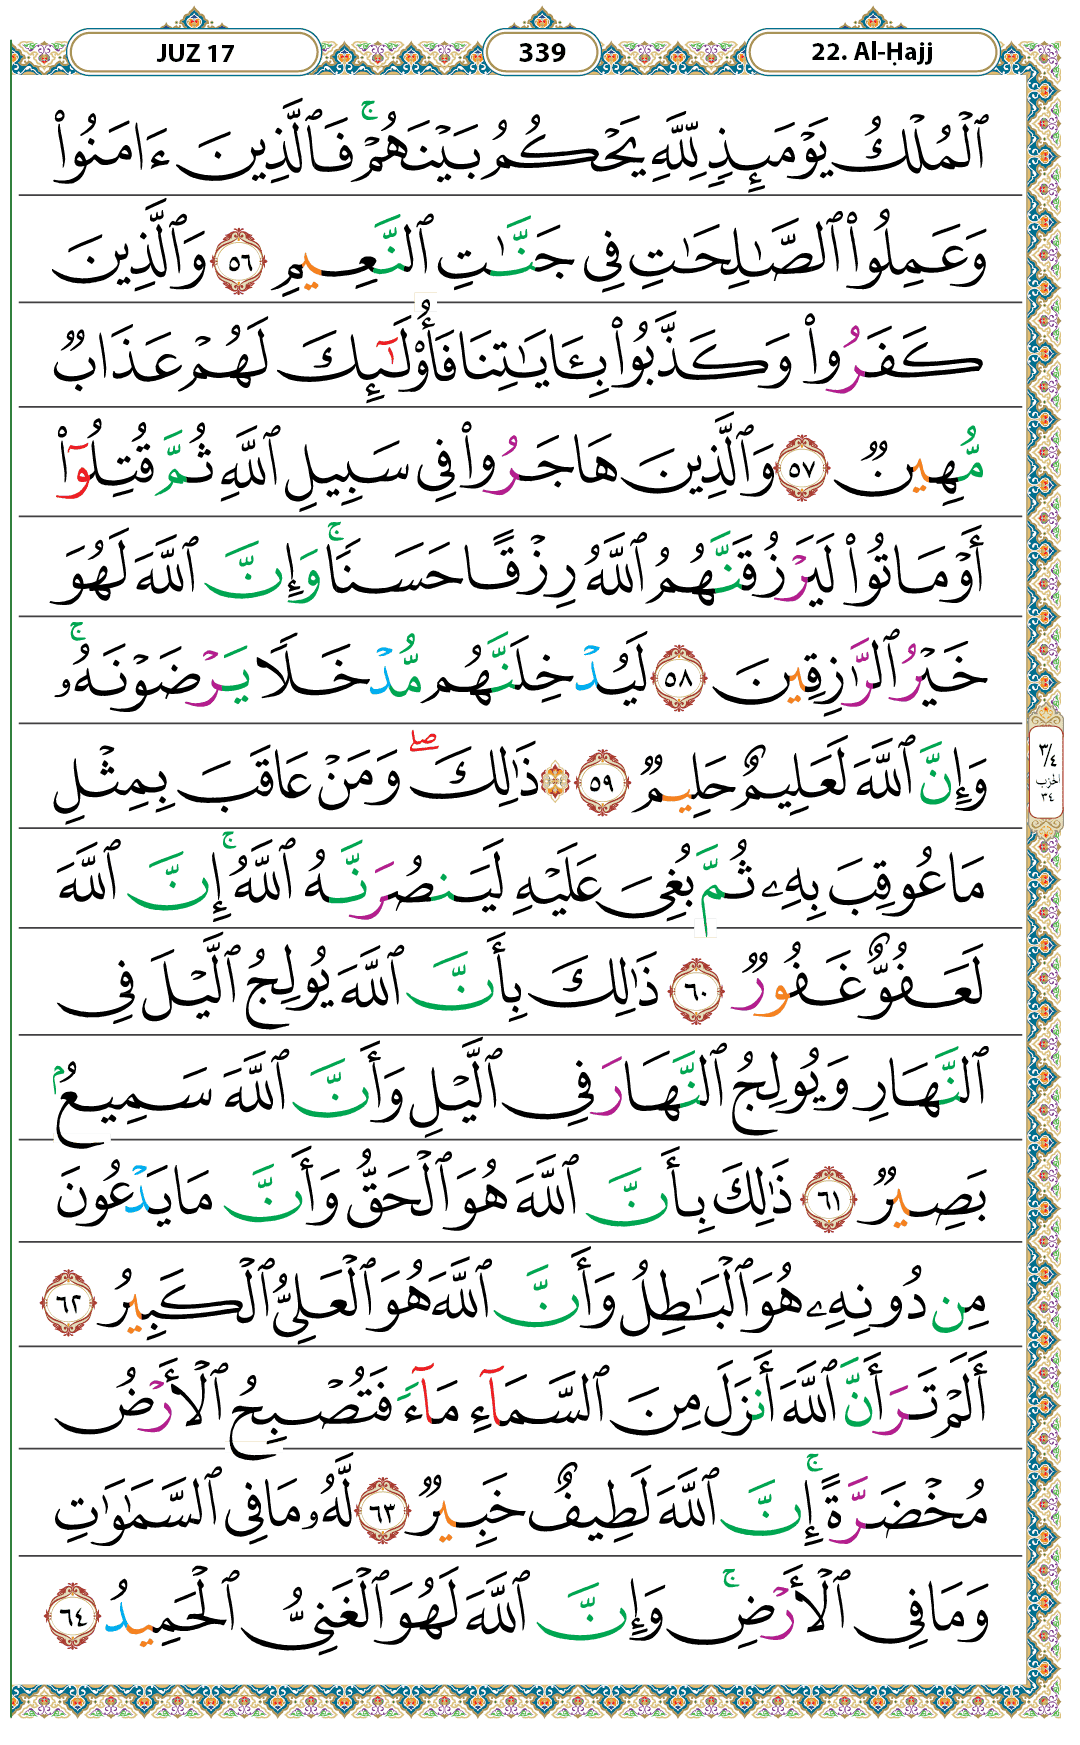 JUZ 17
339
22. Al-Ḥajj
ٱلْمُلْكُ يَوْمَئِذٍ لِّلَّهِ يَحْكُمُ بَيْنَهُمْ ۚ فَٱلَّذِينَ ءَامَنُوا۟
وَعَمِلُوا۟ ٱلصَّـٰلِحَـٰتِ فِى جَنَّـٰتِ ٱلنَّعِيمِ ٥٦ وَٱلَّذِينَ
كَفَرُوا۟ وَكَذَّبُوا۟ بِـَٔايَـٰتِنَا فَأُو۟لَـٰٓئِكَ لَهُمْ عَذَابٌ
مُّهِينٌ ٥٧ وَٱلَّذِينَ هَاجَرُوا۟ فِى سَبِيلِ ٱللَّهِ ثُمَّ قُتِلُوٓا۟
أَوْ مَاتُوا۟ لَيَرْزُقَنَّهُمُ ٱللَّهُ رِزْقًا حَسَنًا ۚ وَإِنَّ ٱللَّهَ لَهُوَ
خَيْرُ ٱلرَّٰزِقِينَ ٥٨ لَيُدْخِلَنَّهُم مُّدْخَلًا يَرْضَوْنَهُۥ ۚ
وَإِنَّ ٱللَّهَ لَعَلِيمٌ حَلِيمٌ ٥٩ ۞ ذَٰلِكَ ۖ وَمَنْ عَاقَبَ بِمِثْلِ
٣/٤
الحزب
٣٤
مَا عُوقِبَ بِهِۦ ثُمَّ بُغِىَ عَلَيْهِ لَيَنصُرَنَّهُ ٱللَّهُ ۚ إِنَّ ٱللَّهَ
لَعَفُوٌّ غَفُورٌ ٦٠ ذَٰلِكَ بِأَنَّ ٱللَّهَ يُولِجُ ٱلَّيْلَ فِى
ٱلنَّهَارِ وَيُولِجُ ٱلنَّهَارَ فِى ٱلَّيْلِ وَأَنَّ ٱللَّهَ سَمِيعٌۢ
بَصِيرٌ ٦١ ذَٰلِكَ بِأَنَّ ٱللَّهَ هُوَ ٱلْحَقُّ وَأَنَّ مَا يَدْعُونَ
مِن دُونِهِۦ هُوَ ٱلْبَـٰطِلُ وَأَنَّ ٱللَّهَ هُوَ ٱلْعَلِىُّ ٱلْكَبِيرُ ٦٢
أَلَمْ تَرَ أَنَّ ٱللَّهَ أَنزَلَ مِنَ ٱلسَّمَآءِ مَآءً فَتُصْبِحُ ٱلْأَرْضُ
مُخْضَرَّةً ۚ إِنَّ ٱللَّهَ لَطِيفٌ خَبِيرٌ ٦٣ لَّهُۥ مَا فِى ٱلسَّمَـٰوَٰتِ
وَمَا فِى ٱلْأَرْضِ ۚ وَإِنَّ ٱللَّهَ لَهُوَ ٱلْغَنِىُّ ٱلْحَمِيدُ ٦٤